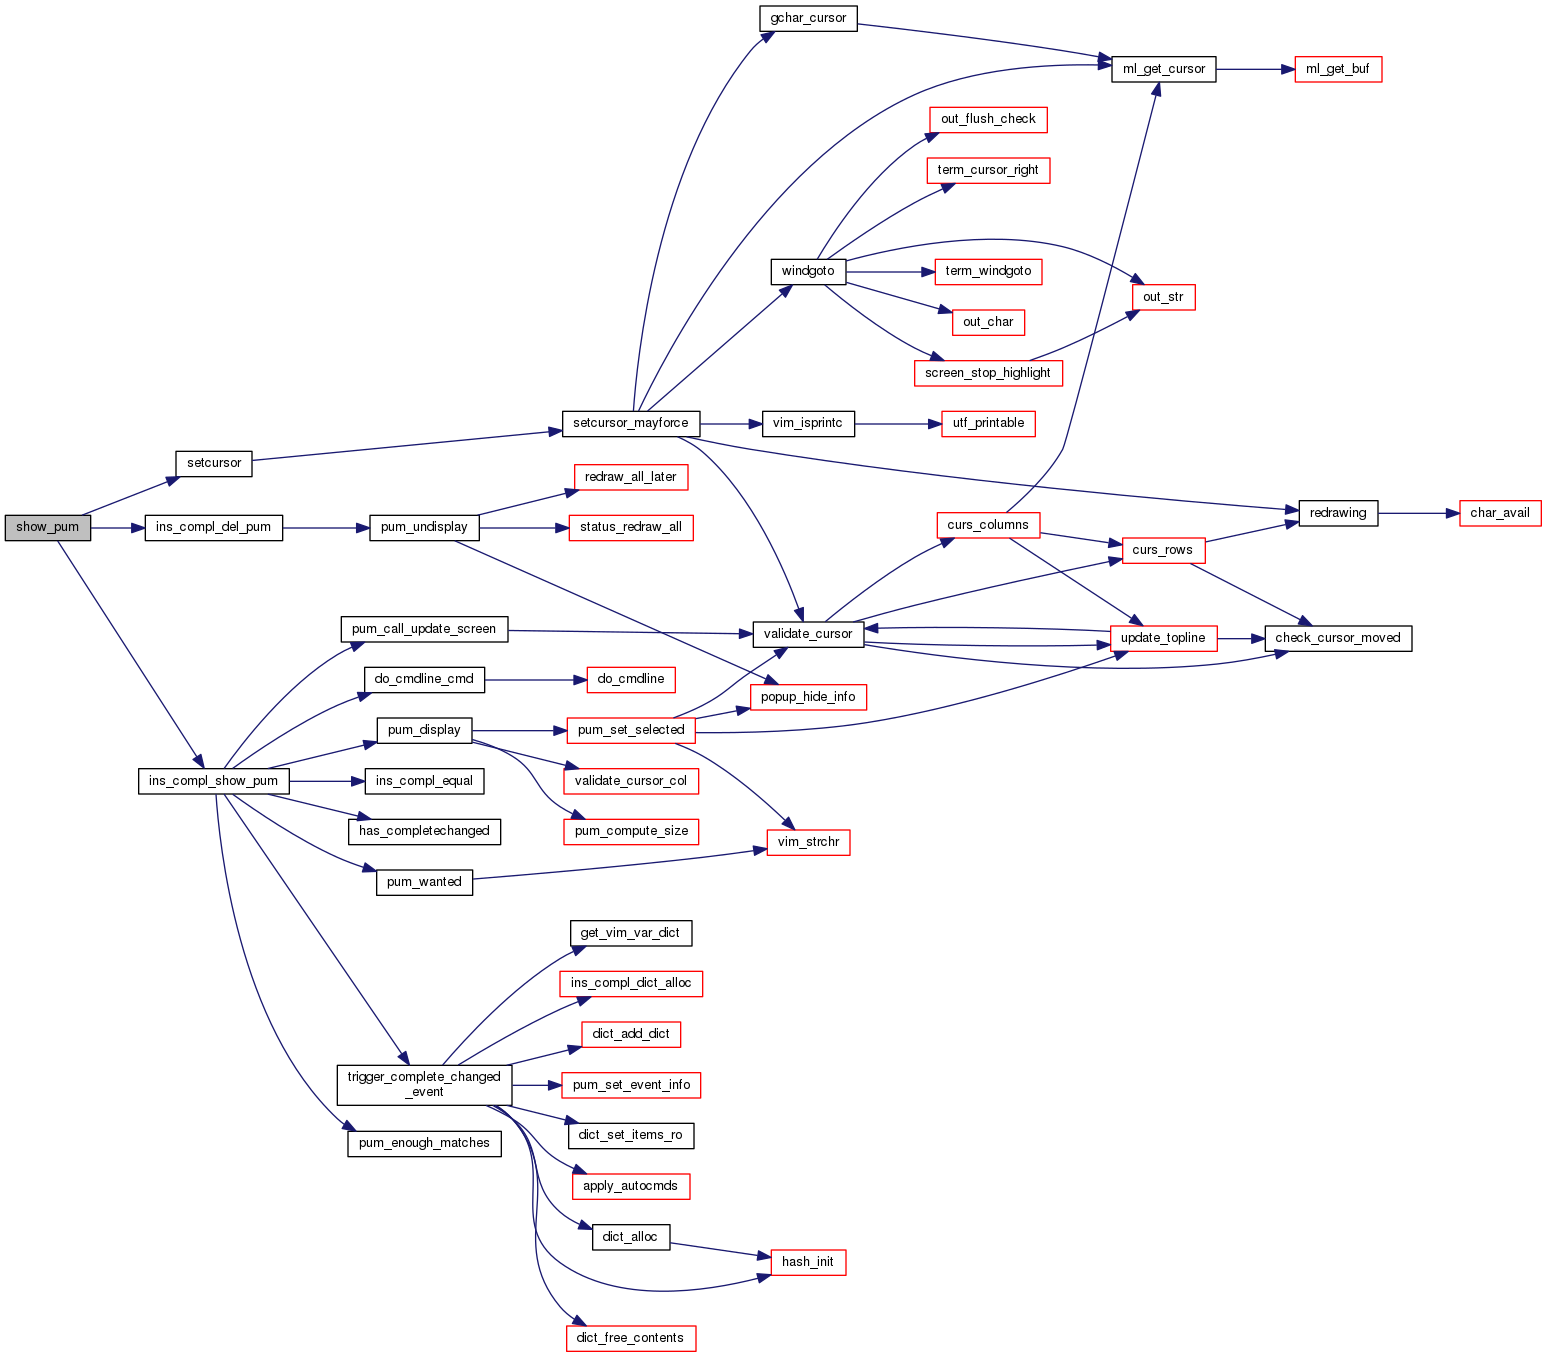 gchar_cursor
ml_get_cursor
ml_get_buf
out_flush_check
term_cursor_right
windgoto
term_windgoto
out_str
out_char
screen_stop_highlight
setcursor_mayforce
vim_isprintc
utf_printable
setcursor
redraw_all_later
show_pum
ins_compl_del_pum
pum_undisplay
status_redraw_all
curs_columns
redrawing
char_avail
curs_rows
pum_call_update_screen
validate_cursor
update_topline
check_cursor_moved
do_cmdline_cmd
do_cmdline
popup_hide_info
pum_display
pum_set_selected
ins_compl_show_pum
ins_compl_equal
validate_cursor_col
has_completechanged
pum_compute_size
vim_strchr
pum_wanted
get_vim_var_dict
ins_compl_dict_alloc
dict_add_dict
trigger_complete_changed
_event
pum_set_event_info
dict_set_items_ro
pum_enough_matches
apply_autocmds
dict_alloc
hash_init
dict_free_contents